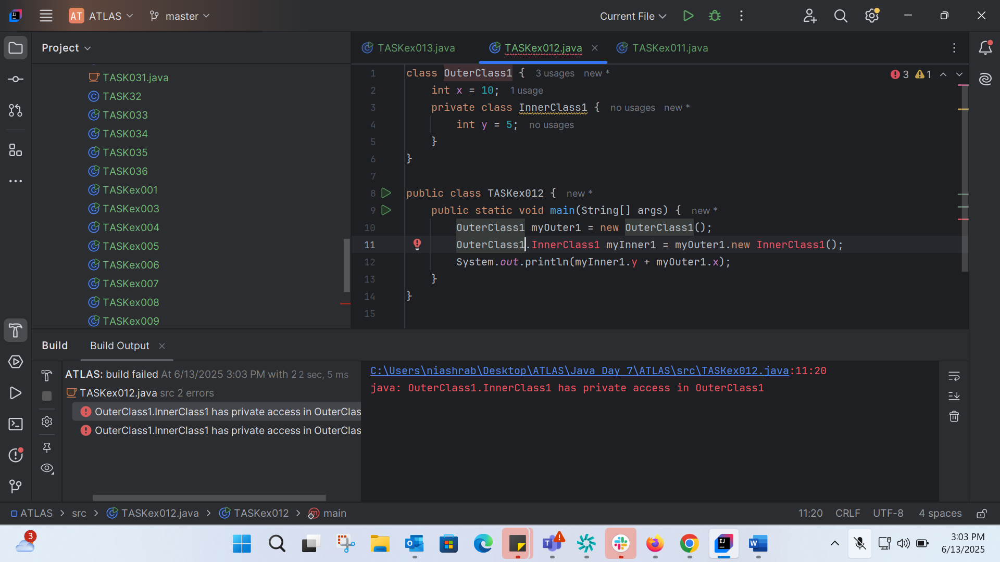 AT ATLAS master Current File
Project
TASK031.java
TASK32
TASK033
TASK034
TASK035
TASK036
TASKex001
TASKex003
TASKex004
TASKex005
TASKex006
TASKex007
TASKex008
TASKex009
TASKex013.java TASKex012.java TASKex011.java
3 1
1 class OuterClass1 { 3 usages new *
2 int x = 10; 1 usage
3 private class InnerClass1 { no usages new *
4 int y = 5; no usages
5 }
6 }
7
8 public class TASKex012 { new *
9 public static void main(String[] args) { new *
10 OuterClass1 myOuter1 = new OuterClass1();
11 OuterClass1.InnerClass1 myInner1 = myOuter1.new InnerClass1();
12 System.out.println(myInner1.y + myOuter1.x);
13 }
14 }
15
Build Build Output
ATLAS: build failed At 6/13/2025 3:03 PM with 2 2 sec, 5 ms
TASKex012.java src 2 errors
OuterClass1.InnerClass1 has private access in OuterClas
OuterClass1.InnerClass1 has private access in OuterClas
C:\Users\niashrab\Desktop\ATLAS\Java Day 7\ATLAS\src\TASKex012.java:11:20
java: OuterClass1.InnerClass1 has private access in OuterClass1
ATLAS > src > TASKex012.java > TASKex012 > main
11:20 CRLF UTF-8 4 spaces
3
3:03 PM
6/13/2025